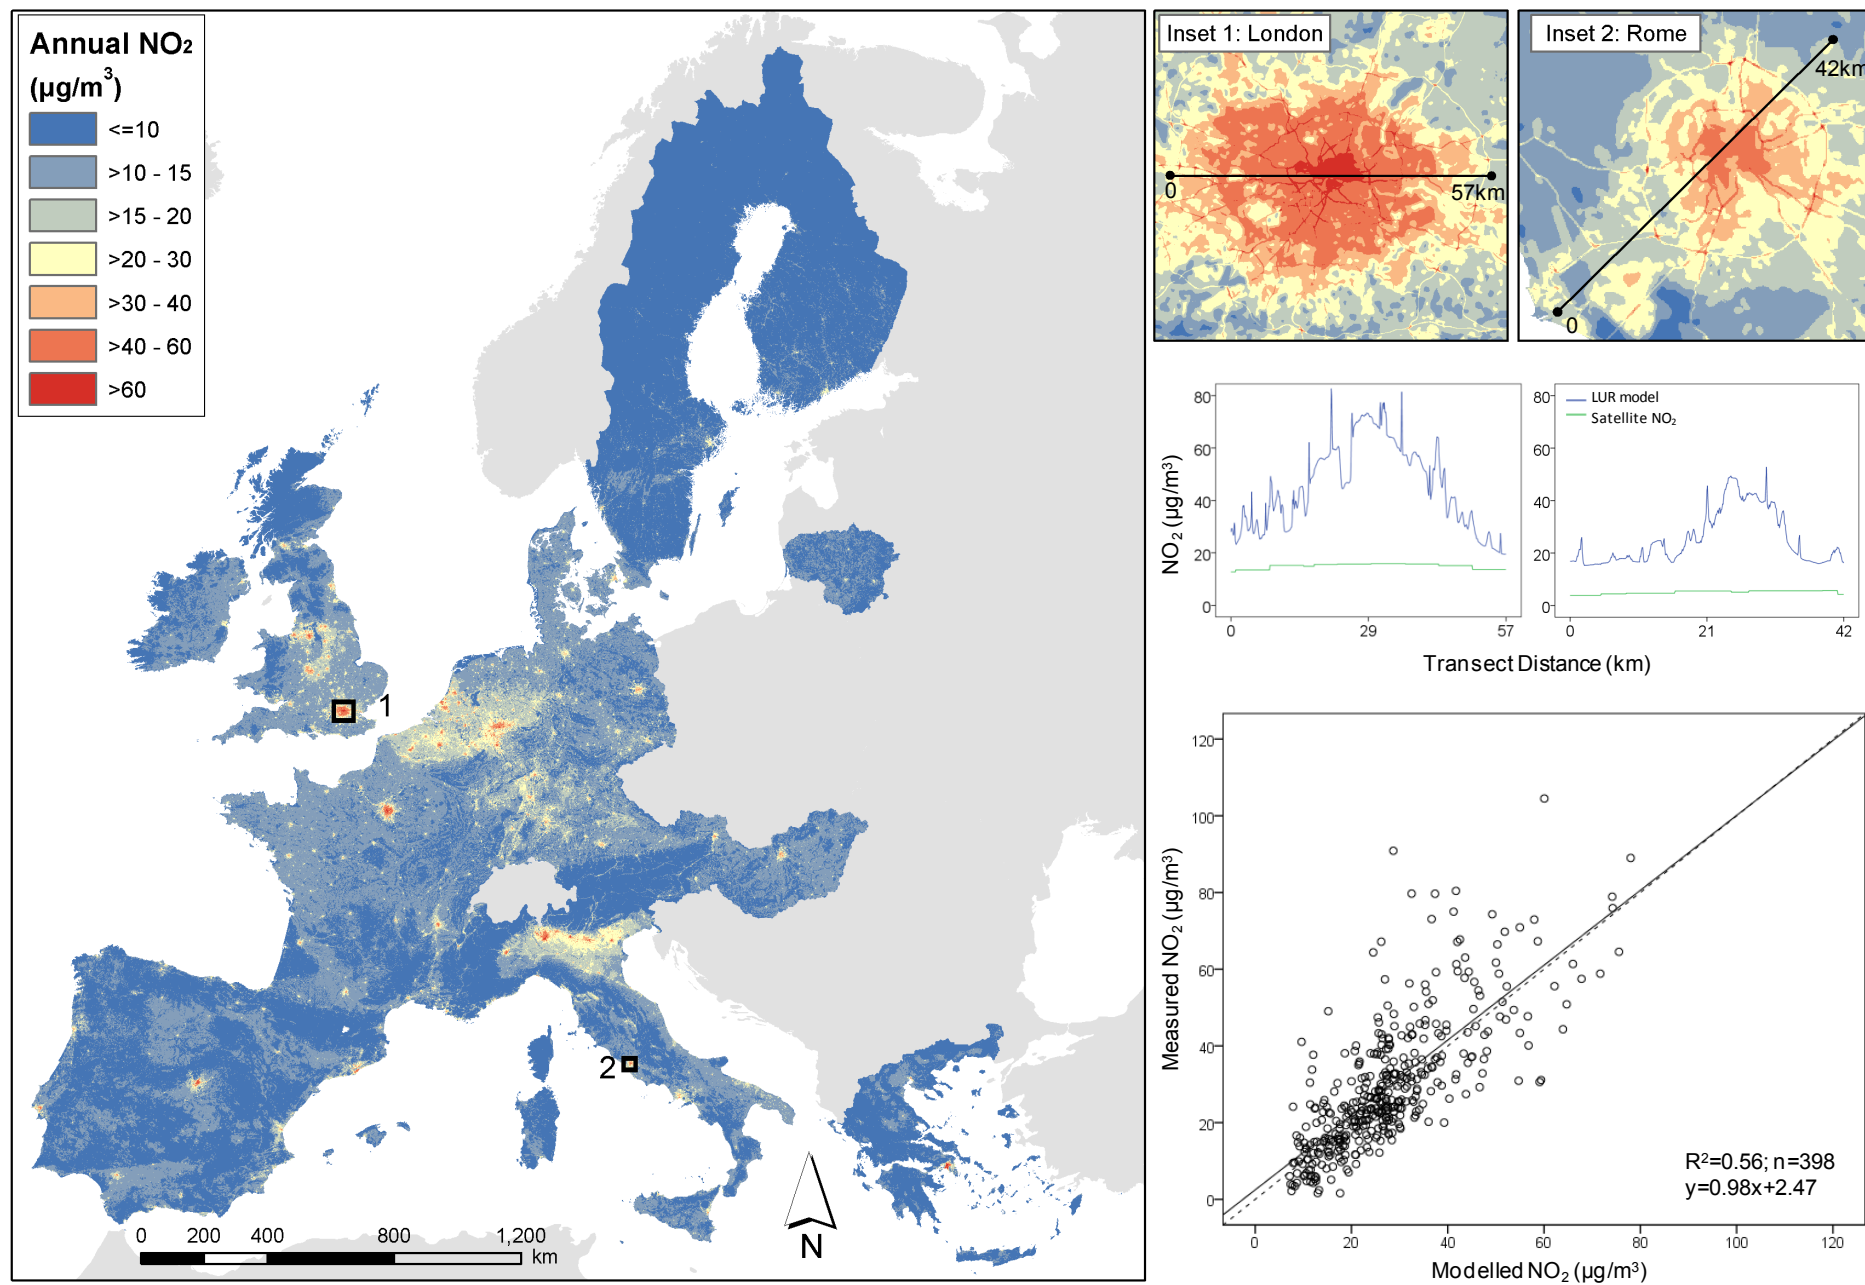 Annual NO₂
(µg/m³)
<=10
>10 - 15
>15 - 20
>20 - 30
>30 - 40
>40 - 60
>60
1
2
0 200 400 800 1,200
km
N
Inset 1: London
0
57km
Inset 2: Rome
42km
0
NO₂ (µg/m³)
80
60
40
20
0
0 29 57
80
60
40
20
0
LUR model
Satellite NO₂
0 21 42
Transect Distance (km)
Measured NO₂ (µg/m³)
120
100
80
60
40
20
0
R²=0.56; n=398
y=0.98x+2.47
0 20 40 60 80 100 120
Modelled NO₂ (µg/m³)